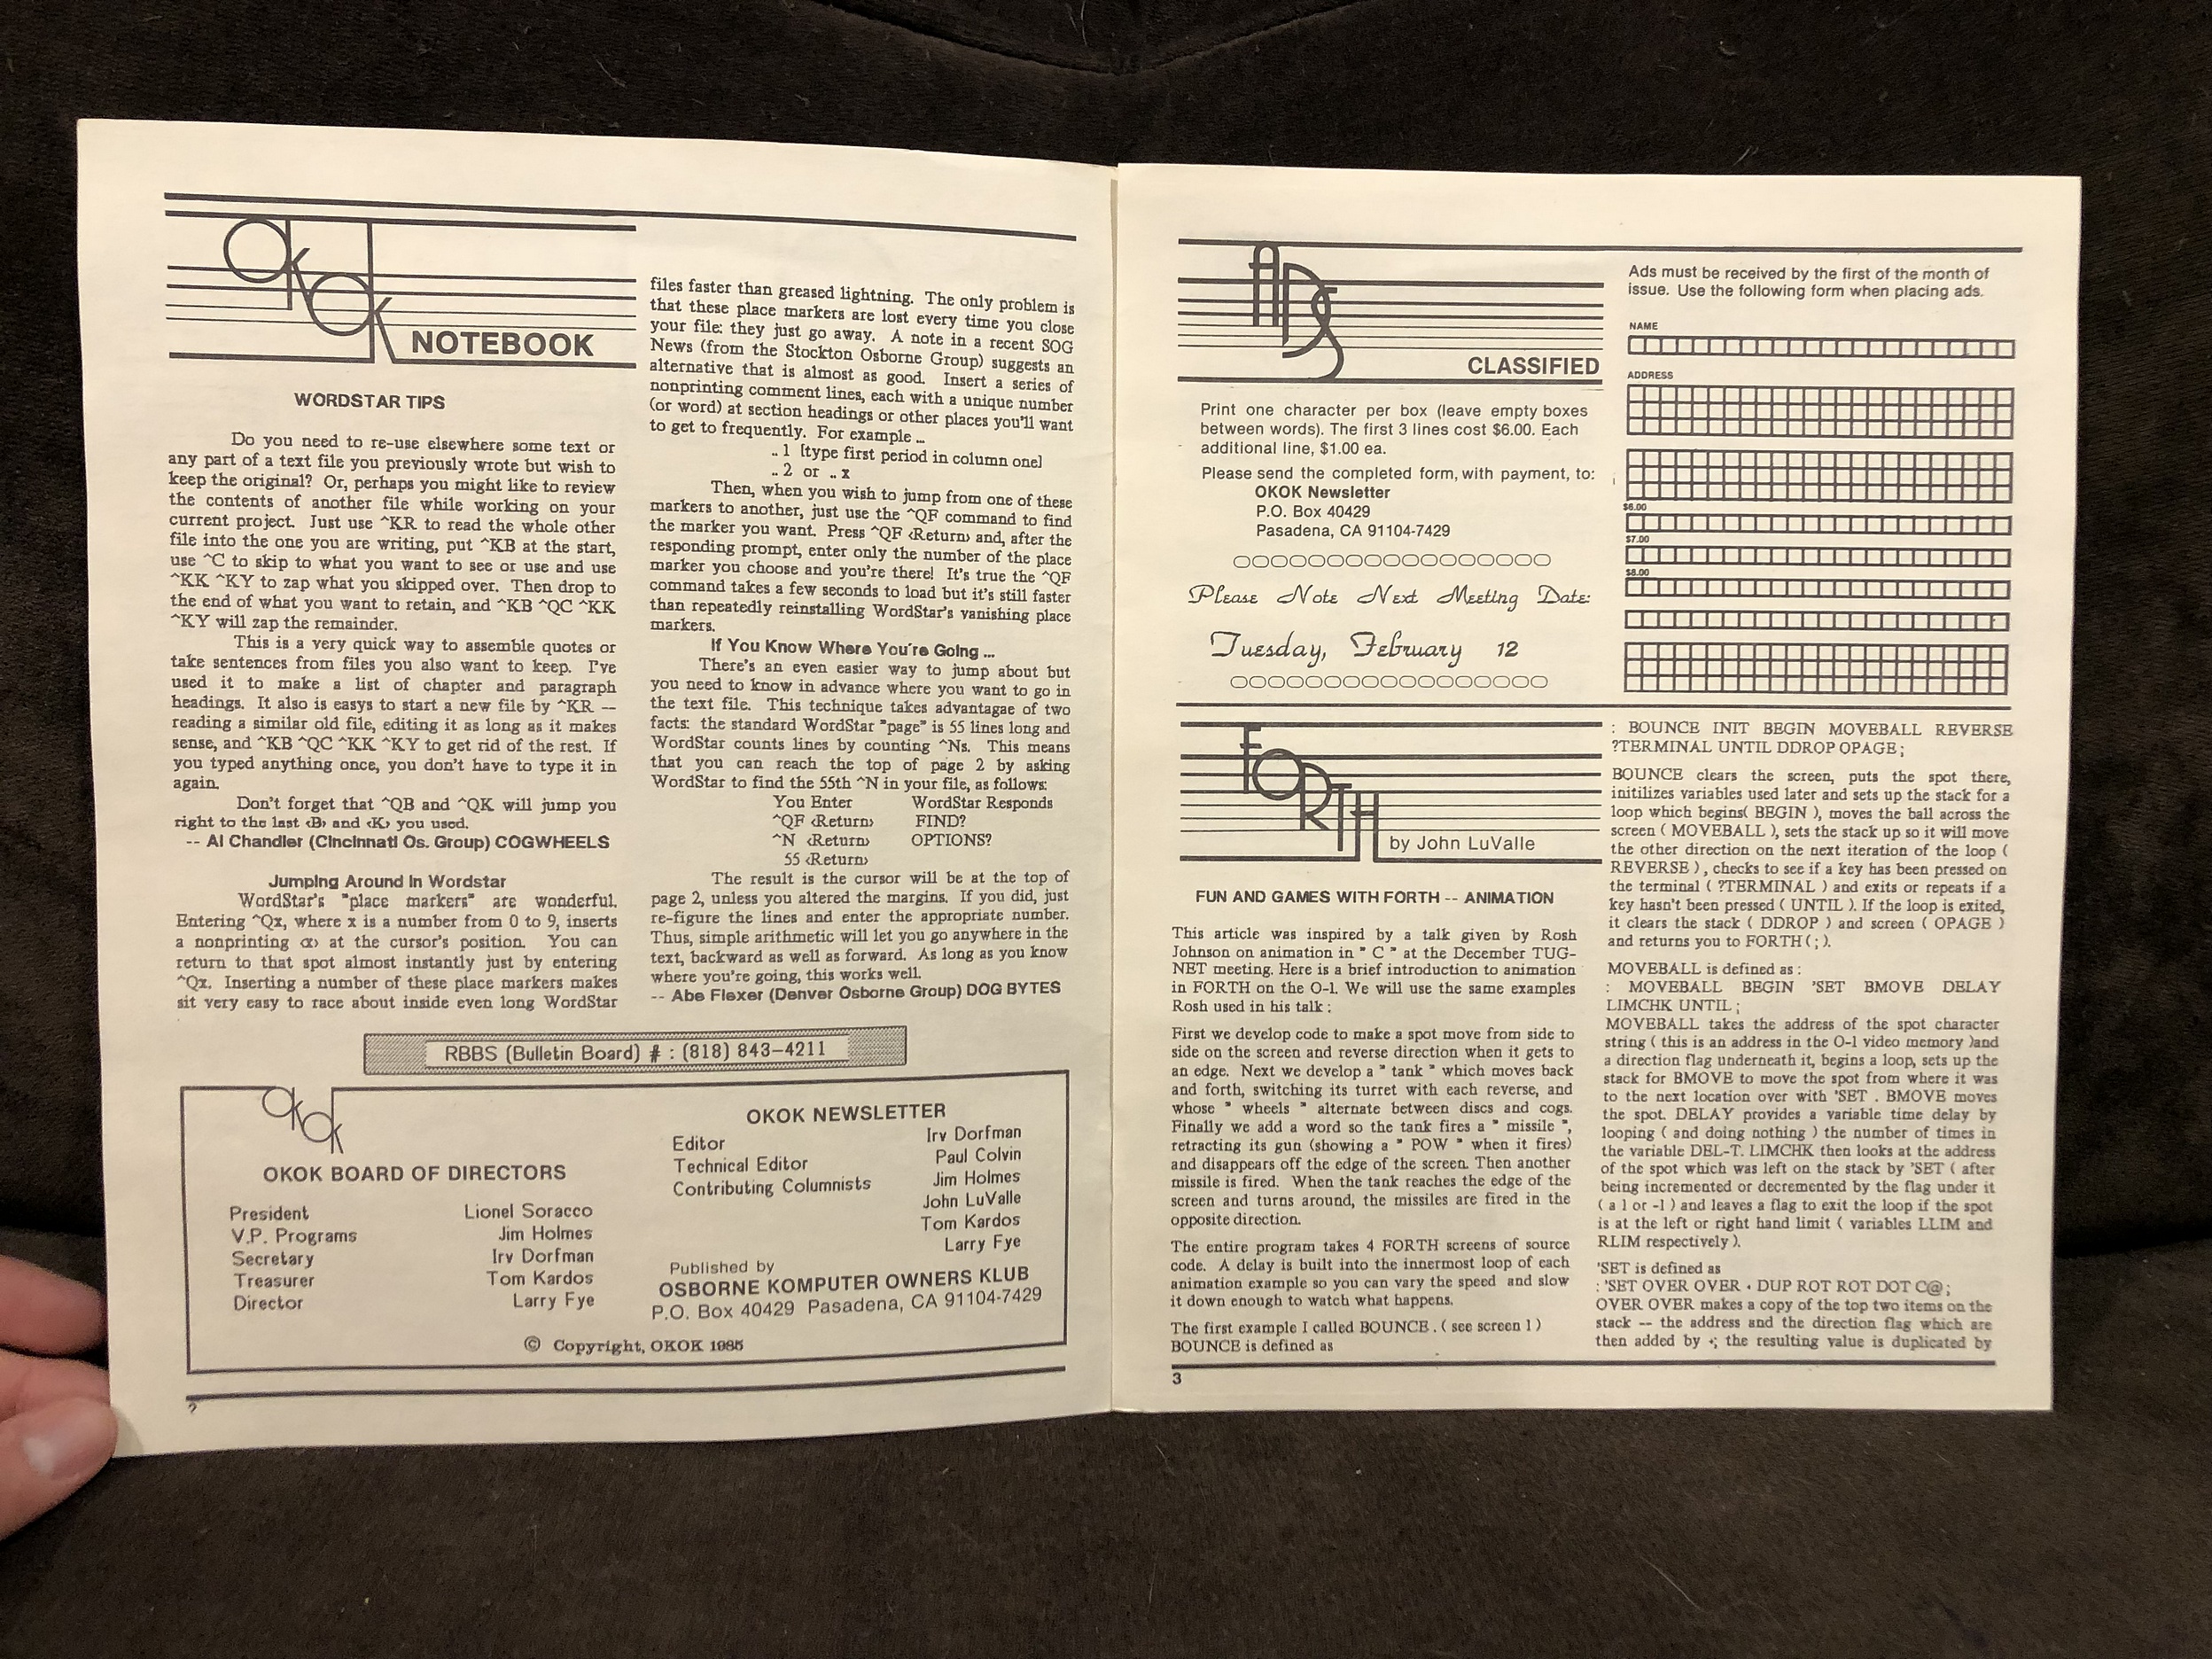 OKOK
NOTEBOOK
WORDSTAR TIPS
Do you need to re-use elsewhere some text or
any part of a text file you previously wrote but wish to
keep the original? Or, perhaps you might like to review
the contents of another file while working on your
current project. Just use ^KR to read the whole other
file into the one you are writing, put ^KB at the start,
use ^C to skip to what you want to see or use and use
^KK ^KY to zap what you skipped over. Then drop to
the end of what you want to retain, and ^KB ^QC ^KK
^KY will zap the remainder.
This is a very quick way to assemble quotes or
take sentences from files you also want to keep. I've
used it to make a list of chapter and paragraph
headings. It also is easys to start a new file by ^KR --
reading a similar old file, editing it as long as it makes
sense, and ^KB ^QC ^KK ^KY to get rid of the rest. If
you typed anything once, you don't have to type it in
again.
Don't forget that ^QB and ^QK will jump you
right to the last <B> and <K> you used.
-- Al Chandler (Cincinnati Os. Group) COGWHEELS
Jumping Around in Wordstar
WordStar's "place markers" are wonderful.
Entering ^Qx, where x is a number from 0 to 9, inserts
a nonprinting <x> at the cursor's position. You can
return to that spot almost instantly just by entering
^Qx. Inserting a number of these place markers makes
sit very easy to race about inside even long WordStar
files faster than greased lightning. The only problem is
that these place markers are lost every time you close
your file: they just go away. A note in a recent SOG
News (from the Stockton Osborne Group) suggests an
alternative that is almost as good. Insert a series of
nonprinting comment lines, each with a unique number
(or word) at section headings or other places you'll want
to get to frequently. For example ...
.. 1 [type first period in column one]
.. 2 or .. x
Then, when you wish to jump from one of these
markers to another, just use the ^QF command to find
the marker you want. Press ^QF <Return> and, after the
responding prompt, enter only the number of the place
marker you choose and you're there! It's true the ^QF
command takes a few seconds to load but it's still faster
than repeatedly reinstalling WordStar's vanishing place
markers.
If You Know Where You're Going ...
There's an even easier way to jump about but
you need to know in advance where you want to go in
the text file. This technique takes advantagae of two
facts: the standard WordStar "page" is 55 lines long and
WordStar counts lines by counting ^Ns. This means
that you can reach the top of page 2 by asking
WordStar to find the 55th ^N in your file, as follows:
You Enter WordStar Responds
^QF <Return> FIND?
^N <Return> OPTIONS?
55 <Return>
The result is the cursor will be at the top of
page 2, unless you altered the margins. If you did, just
re-figure the lines and enter the appropriate number.
Thus, simple arithmetic will let you go anywhere in the
text, backward as well as forward. As long as you know
where you're going, this works well.
-- Abe Flexer (Denver Osborne Group) DOG BYTES
RBBS (Bulletin Board) # : (818) 843-4211
OKOK
OKOK BOARD OF DIRECTORS
President Lionel Soracco
V.P. Programs Jim Holmes
Secretary Irv Dorfman
Treasurer Tom Kardos
Director Larry Fye
OKOK NEWSLETTER
Editor Irv Dorfman
Technical Editor Paul Colvin
Contributing Columnists Jim Holmes
John LuValle
Tom Kardos
Larry Fye
Published by
OSBORNE KOMPUTER OWNERS KLUB
P.O. Box 40429 Pasadena, CA 91104-7429
© Copyright, OKOK 1985
2
ADS
CLASSIFIED
Print one character per box (leave empty boxes
between words). The first 3 lines cost $6.00. Each
additional line, $1.00 ea.
Please send the completed form, with payment, to:
OKOK Newsletter
P.O. Box 40429
Pasadena, CA 91104-7429
Please Note Next Meeting Date:
Tuesday, February 12
Ads must be received by the first of the month of
issue. Use the following form when placing ads.
NAME
ADDRESS
$6.00
$7.00
$8.00
FORTH
by John LuValle
FUN AND GAMES WITH FORTH -- ANIMATION
This article was inspired by a talk given by Rosh
Johnson on animation in " C " at the December TUG-
NET meeting. Here is a brief introduction to animation
in FORTH on the O-1. We will use the same examples
Rosh used in his talk :
First we develop code to make a spot move from side to
side on the screen and reverse direction when it gets to
an edge. Next we develop a " tank " which moves back
and forth, switching its turret with each reverse, and
whose " wheels " alternate between discs and cogs.
Finally we add a word so the tank fires a " missile ",
retracting its gun (showing a " POW " when it fires)
and disappears off the edge of the screen. Then another
missile is fired. When the tank reaches the edge of the
screen and turns around, the missiles are fired in the
opposite direction.
The entire program takes 4 FORTH screens of source
code. A delay is built into the innermost loop of each
animation example so you can vary the speed and slow
it down enough to watch what happens.
The first example I called BOUNCE . ( see screen 1 )
BOUNCE is defined as
: BOUNCE INIT BEGIN MOVEBALL REVERSE
?TERMINAL UNTIL DDROP OPAGE ;
BOUNCE clears the screen, puts the spot there,
initilizes variables used later and sets up the stack for a
loop which begins( BEGIN ), moves the ball across the
screen ( MOVEBALL ), sets the stack up so it will move
the other direction on the next iteration of the loop (
REVERSE ) , checks to see if a key has been pressed on
the terminal ( ?TERMINAL ) and exits or repeats if a
key hasn't been pressed ( UNTIL ). If the loop is exited,
it clears the stack ( DDROP ) and screen ( OPAGE )
and returns you to FORTH ( ; ).
MOVEBALL is defined as :
: MOVEBALL BEGIN 'SET BMOVE DELAY
LIMCHK UNTIL ;
MOVEBALL takes the address of the spot character
string ( this is an address in the O-1 video memory )and
a direction flag underneath it, begins a loop, sets up the
stack for BMOVE to move the spot from where it was
to the next location over with 'SET . BMOVE moves
the spot. DELAY provides a variable time delay by
looping ( and doing nothing ) the number of times in
the variable DEL-T. LIMCHK then looks at the address
of the spot which was left on the stack by 'SET ( after
being incremented or decremented by the flag under it
( a 1 or -1 ) and leaves a flag to exit the loop if the spot
is at the left or right hand limit ( variables LLIM and
RLIM respectively ).
'SET is defined as
: 'SET OVER OVER + DUP ROT ROT DOT C@ ;
OVER OVER makes a copy of the top two items on the
stack -- the address and the direction flag which are
then added by +; the resulting value is duplicated by
3